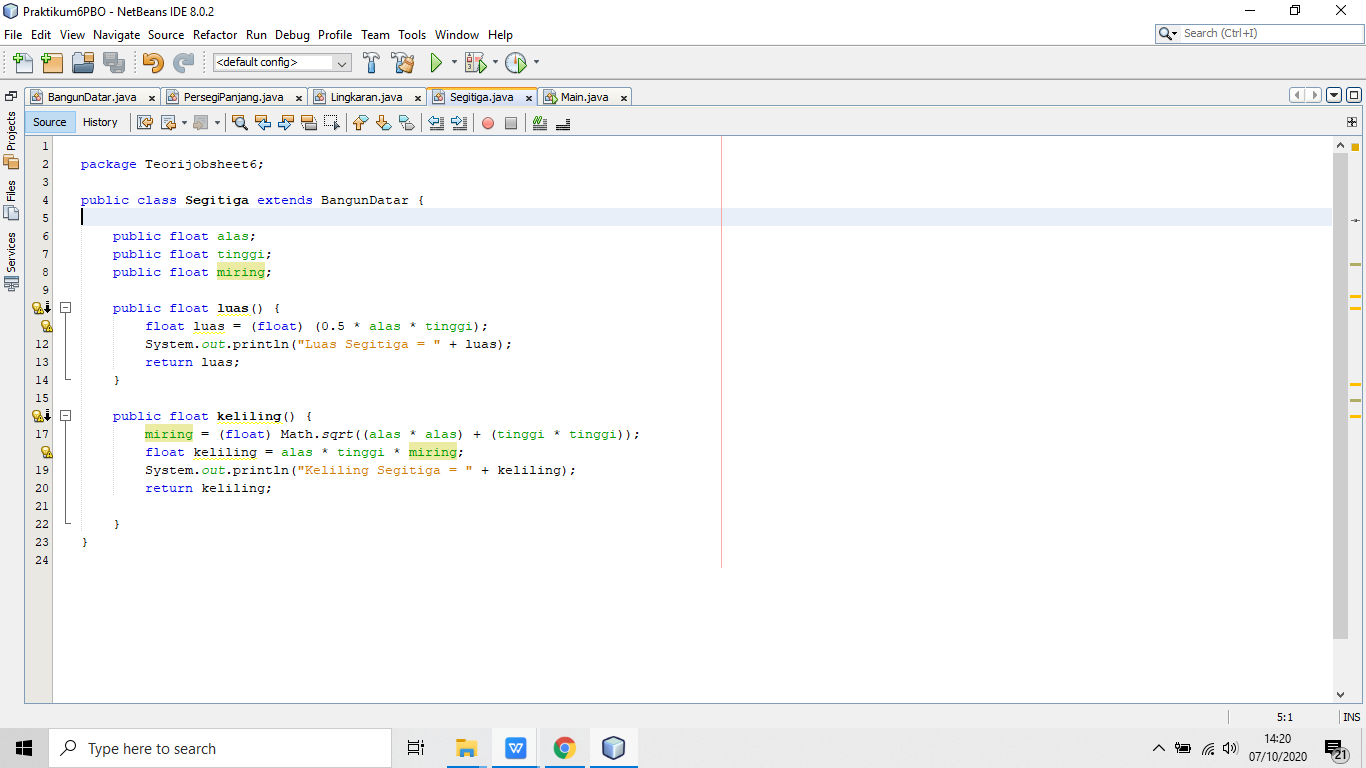 Praktikum6PBO - NetBeans IDE 8.0.2
File Edit View Navigate Source Refactor Run Debug Profile Team Tools Window Help
Search (Ctrl+I)
<default config>
BangunDatar.java PersegiPanjang.java Lingkaran.java Segitiga.java Main.java
Projects
Files
Services
Source History
1
2 package Teorijobsheet6;
3
4 public class Segitiga extends BangunDatar {
5
6 public float alas;
7 public float tinggi;
8 public float miring;
9
public float luas() {
float luas = (float) (0.5 * alas * tinggi);
12 System.out.println("Luas Segitiga = " + luas);
13 return luas;
14 }
15
public float keliling() {
17 miring = (float) Math.sqrt((alas * alas) + (tinggi * tinggi));
float keliling = alas * tinggi * miring;
19 System.out.println("Keliling Segitiga = " + keliling);
20 return keliling;
21
22 }
23 }
24
5:1 INS
Type here to search
14:20
07/10/2020
21